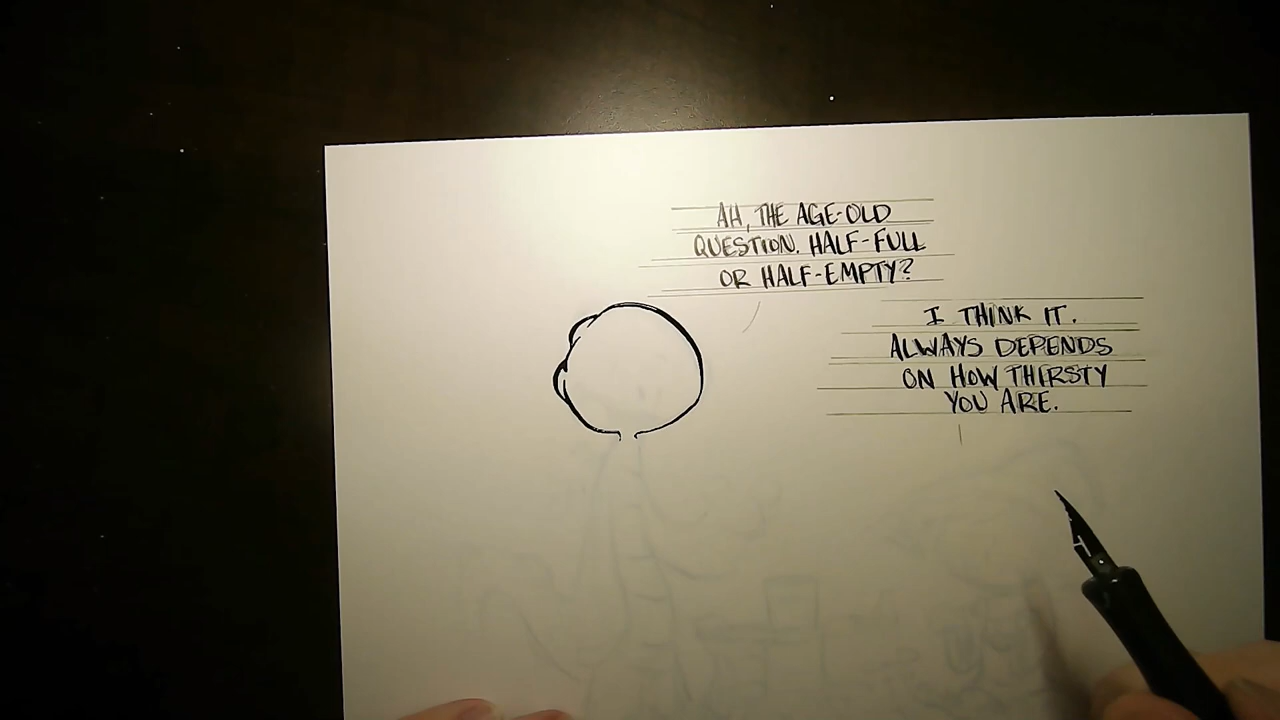 AH, THE AGE-OLD
QUESTION. HALF-FULL
OR HALF-EMPTY?
I THINK IT.
ALWAYS DEPENDS
ON HOW THIRSTY
YOU ARE.